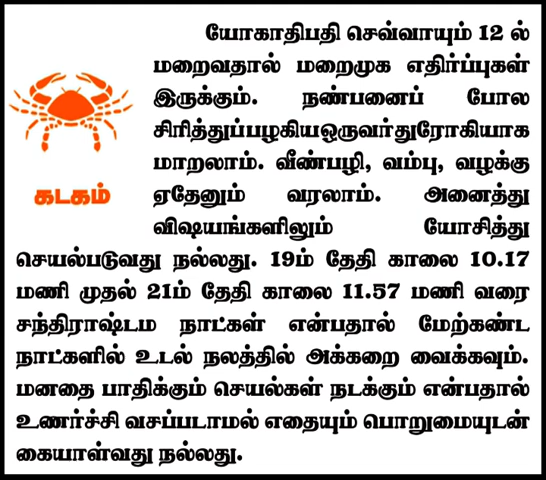 யோகாதிபதி செவ்வாயும் 12 ல்
மறைவதால் மறைமுக எதிர்ப்புகள்
இருக்கும். நண்பனைப் போல
சிரித்துப்பழகியஒருவர்துரோகியாக
மாறலாம். வீண்பழி, வம்பு, வழக்கு
ஏதேனும் வரலாம். அனைத்து
விஷயங்களிலும் யோசித்து
கடகம்
செயல்படுவது நல்லது. 19ம் தேதி காலை 10.17
மணி முதல் 21ம் தேதி காலை 11.57 மணி வரை
சந்திராஷ்டம நாட்கள் என்பதால் மேற்கண்ட
நாட்களில் உடல் நலத்தில் அக்கறை வைக்கவும்.
மனதை பாதிக்கும் செயல்கள் நடக்கும் என்பதால்
உணர்ச்சி வசப்படாமல் எதையும் பொறுமையுடன்
கையாள்வது நல்லது.